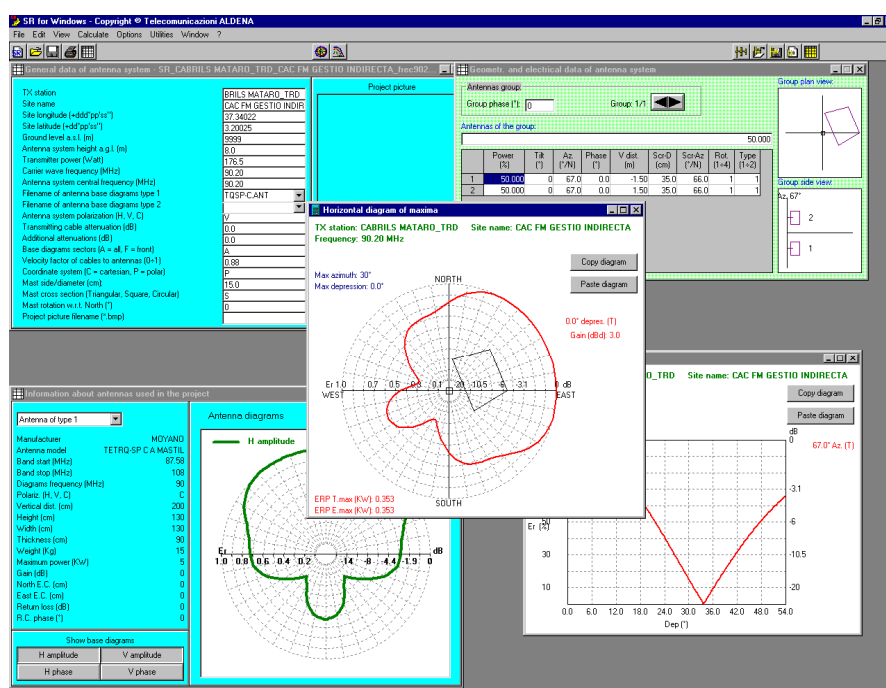 SR for Windows - Copyright © Telecomunicazioni ALDENA
File Edit View Calculate Options Utilities Window ?
General data of antenna system - SR_CABRILS MATARO_TRD_CAC FM GESTIO INDIRECTA_frec902...
TX station BRILS MATARO_TRD
Site name CAC FM GESTIO INDIR
Site longitude (+ddd°pp'ss") 37.34022
Site latitude (+dd°pp'ss") 3.20025
Ground level a.s.l. (m) 9999
Antenna system height a.g.l. (m) 8.0
Transmitter power (Watt) 176.5
Carrier wave frequency (MHz) 90.20
Antenna system central frequency (MHz) 90.20
Filename of antenna base diagrams type 1 TQSP-C.ANT
Filename of antenna base diagrams type 2
Antenna system polarization (H, V, C) V
Transmitting cable attenuation (dB) 0.0
Additional attenuations (dB) 0.0
Base diagrams sectors (A = all, F = front) A
Velocity factor of cables to antennas (0÷1) 0.88
Coordinate system (C = cartesian, P = polar) P
Mast side/diameter (cm) 15.0
Mast cross section (Triangular, Square, Circular) S
Mast rotation w.r.t. North (°) 0
Project picture filename (*.bmp)
Project picture
Geometr. and electrical data of antenna system
Antennas group:
Group phase (°): 0 Group: 1/1
Antennas of the group:
50.000
Power (%) Tilt (°) Az. (°/N) Phase (°) V dist. (m) Scr-D (cm) Scr-Az (°/N) Rot. (1÷4) Type (1÷2)
1 50.000 0 67.0 0.0 -1.50 35.0 66.0 1 1
2 50.000 0 67.0 0.0 1.50 35.0 66.0 1 1
Group plan view:
Group side view:
Az. 67°
2
1
Horizontal diagram of maxima
TX station: CABRILS MATARO_TRD Site name: CAC FM GESTIO INDIRECTA
Frequency: 90.20 MHz
Copy diagram
Paste diagram
Max azimuth: 30°
Max depression: 0.0°
NORTH
0.0° depres. (T)
Gain (dBd): 3.0
Er 1.0 0.7 0.5 0.3 0.1 -20 -10.5 -6 -3.1 0 dB
WEST EAST
SOUTH
ERP T.max (KW): 0.353
ERP E.max (KW): 0.353
O_TRD Site name: CAC FM GESTIO INDIRECTA
Copy diagram
Paste diagram
67.0° Az. (T)
dB
0
-3.1
-6
-10.5
-20
50
Er (%)
30
10
0.0 6.0 12.0 18.0 24.0 30.0 36.0 42.0 48.0 54.0
Dep (°)
Information about antennas used in the project
Antenna of type 1
Manufacturer MOYANO
Antenna model TETRQ-SP C A MASTIL
Band start (MHz) 87.58
Band stop (MHz) 108
Diagrams frequency (MHz) 90
Polariz. (H, V, C) C
Vertical dist. (cm) 200
Height (cm) 130
Width (cm) 130
Thickness (cm) 90
Weight (Kg) 15
Maximum power (KW) 5
Gain (dB) 0
North E.C. (cm) 0
East E.C. (cm) 0
Return loss (dB) 0
R.C. phase (°) 0
Show base diagrams
H amplitude V amplitude
H phase V phase
Antenna diagrams
H amplitude
Er dB
1.0 0.8 0.6 0.4 0.2 -14 -8 -4.4 -1.9 0